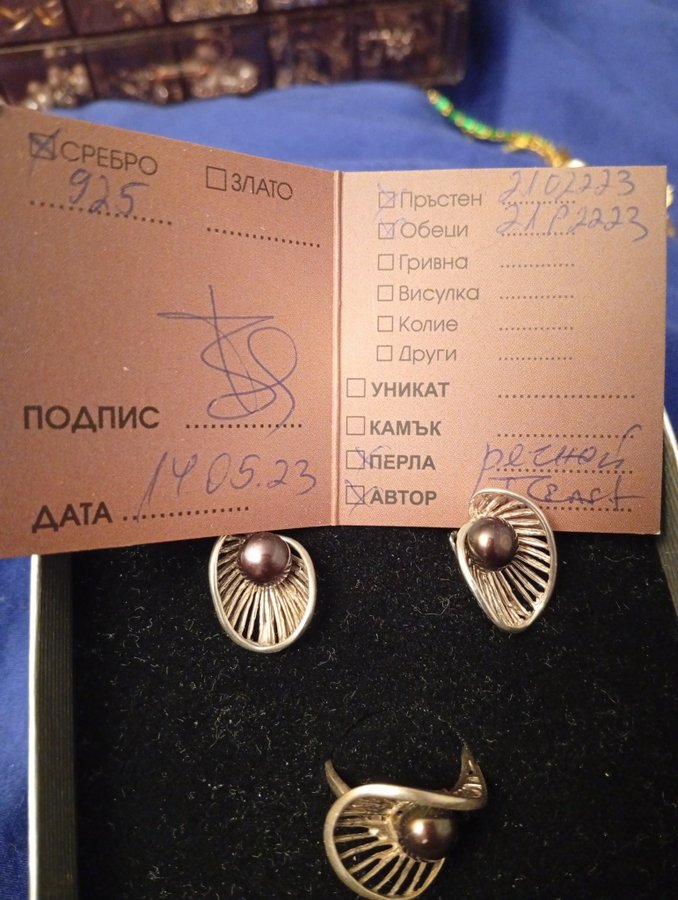 СРЕБРО
925
ЗЛАТО
ПОДПИС
ДАТА 14.05.23
Пръстен
Обеци
Гривна
Висулка
Колие
Други
УНИКАТ
КАМЪК
ПЕРЛА речной
АВТОР